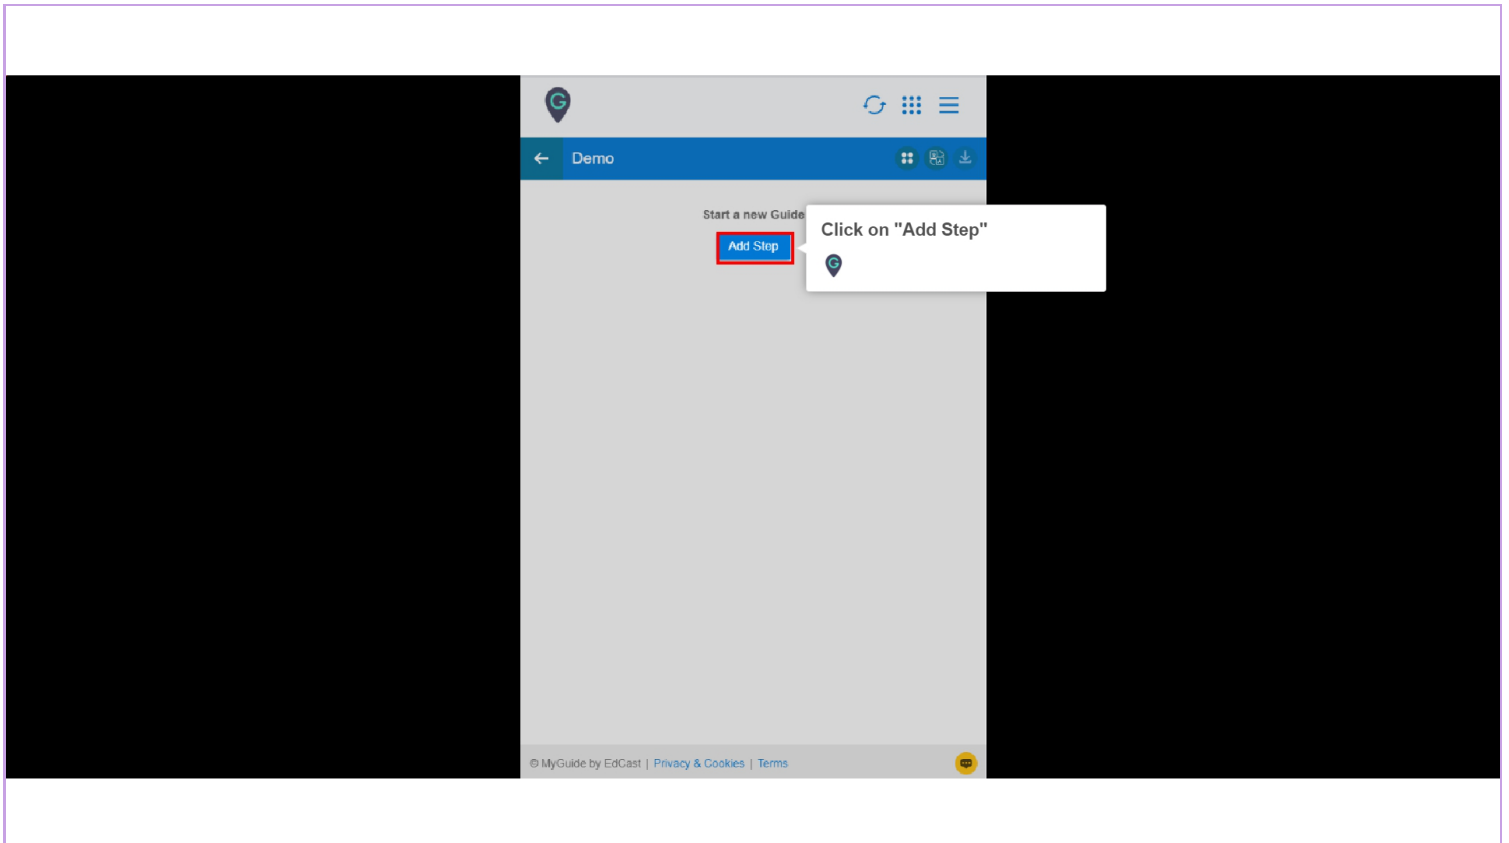 G
Demo
Start a new Guide
Add Step
Click on "Add Step"
G
© MyGuide by EdCast | Privacy & Cookies | Terms